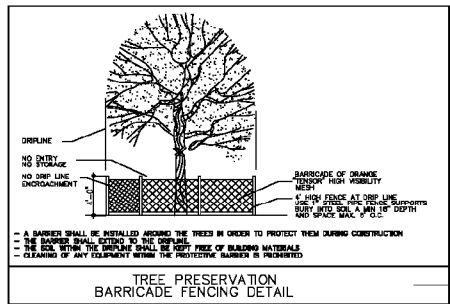 DRIPLINE
NO ENTRY
NO STORAGE
NO DRIP LINE
ENCROACHMENT
BARRICADE OF ORANGE
"TENSOR" HIGH VISIBILITY
MESH
4' HIGH FENCE AT DRIP LINE
USE 1" STEEL PIPE FENCE SUPPORTS
BURY INTO SOIL A MIN 18" DEPTH
AND SPACE MAX. 6' O.C.
- A BARRIER SHALL BE INSTALLED AROUND THE TREES IN ORDER TO PROTECT THEM DURING CONSTRUCTION
- THE BARRIER SHALL EXTEND TO THE DRIPLINE.
- THE SOIL WITHIN THE DRIPLINE SHALL BE KEPT FREE OF BUILDING MATERIALS
- CLEANING OF ANY EQUIPMENT WITHIN THE PROTECTIVE BARRIER IS PROHIBITED
TREE PRESERVATION
BARRICADE FENCING DETAIL